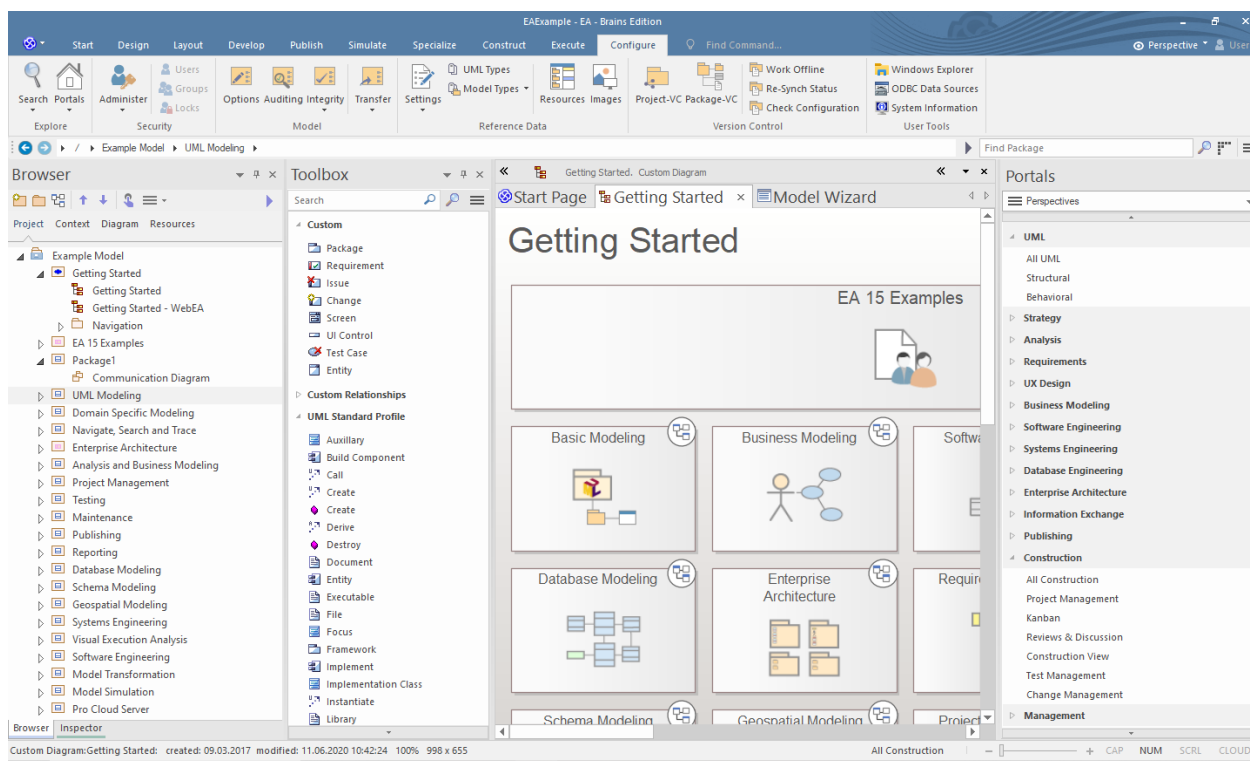 EAExample - EA - Brains Edition
Start Design Layout Develop Publish Simulate Specialize Construct Execute Configure Find Command... Perspective User
Search Portals Administer Users Groups Locks Options Auditing Integrity Transfer Settings UML Types Model Types Resources Images Project-VC Package-VC Work Offline Re-Synch Status Check Configuration Windows Explorer ODBC Data Sources System Information
Explore Security Model Reference Data Version Control User Tools
/ Example Model UML Modeling Find Package
Browser
Project Context Diagram Resources
Example Model
Getting Started
Getting Started
Getting Started - WebEA
Navigation
EA 15 Examples
Package1
Communication Diagram
UML Modeling
Domain Specific Modeling
Navigate, Search and Trace
Enterprise Architecture
Analysis and Business Modeling
Project Management
Testing
Maintenance
Publishing
Reporting
Database Modeling
Schema Modeling
Geospatial Modeling
Systems Engineering
Visual Execution Analysis
Software Engineering
Model Transformation
Model Simulation
Pro Cloud Server
Browser Inspector
Toolbox
Search
Custom
Package
Requirement
Issue
Change
Screen
UI Control
Test Case
Entity
Custom Relationships
UML Standard Profile
Auxillary
Build Component
Call
Create
Create
Derive
Destroy
Document
Entity
Executable
File
Focus
Framework
Implement
Implementation Class
Instantiate
Library
Getting Started. Custom Diagram
Start Page Getting Started Model Wizard
Getting Started
EA 15 Examples
Basic Modeling Business Modeling Softwa
Database Modeling Enterprise Architecture Require
Schema Modeling Geospatial Modeling Project
Portals
Perspectives
UML
All UML
Structural
Behavioral
Strategy
Analysis
Requirements
UX Design
Business Modeling
Software Engineering
Systems Engineering
Database Engineering
Enterprise Architecture
Information Exchange
Publishing
Construction
All Construction
Project Management
Kanban
Reviews & Discussion
Construction View
Test Management
Change Management
Management
Custom Diagram:Getting Started: created: 09.03.2017 modified: 11.06.2020 10:42:24 100% 998 x 655 All Construction CAP NUM SCRL CLOUD